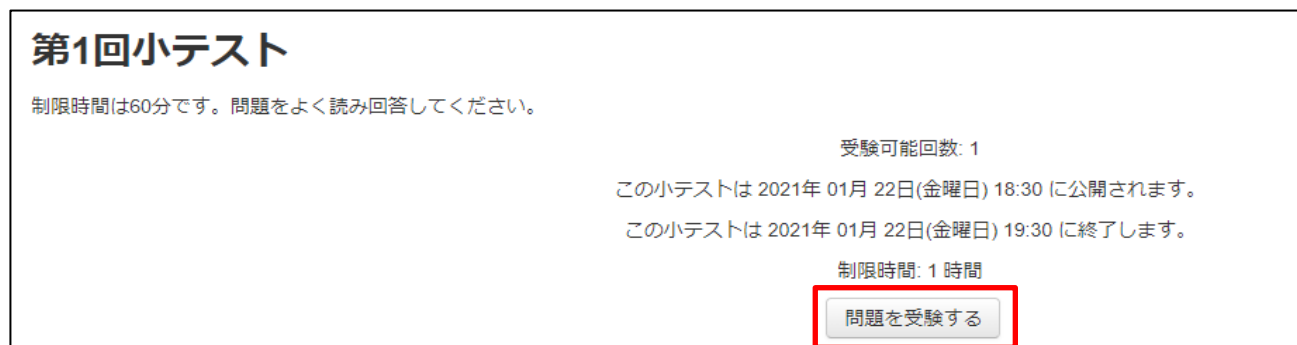 第1回小テスト
制限時間は60分です。問題をよく読み回答してください。
受験可能回数: 1
この小テストは 2021年 01月 22日(金曜日) 18:30 に公開されます。
この小テストは 2021年 01月 22日(金曜日) 19:30 に終了します。
制限時間: 1 時間
問題を受験する